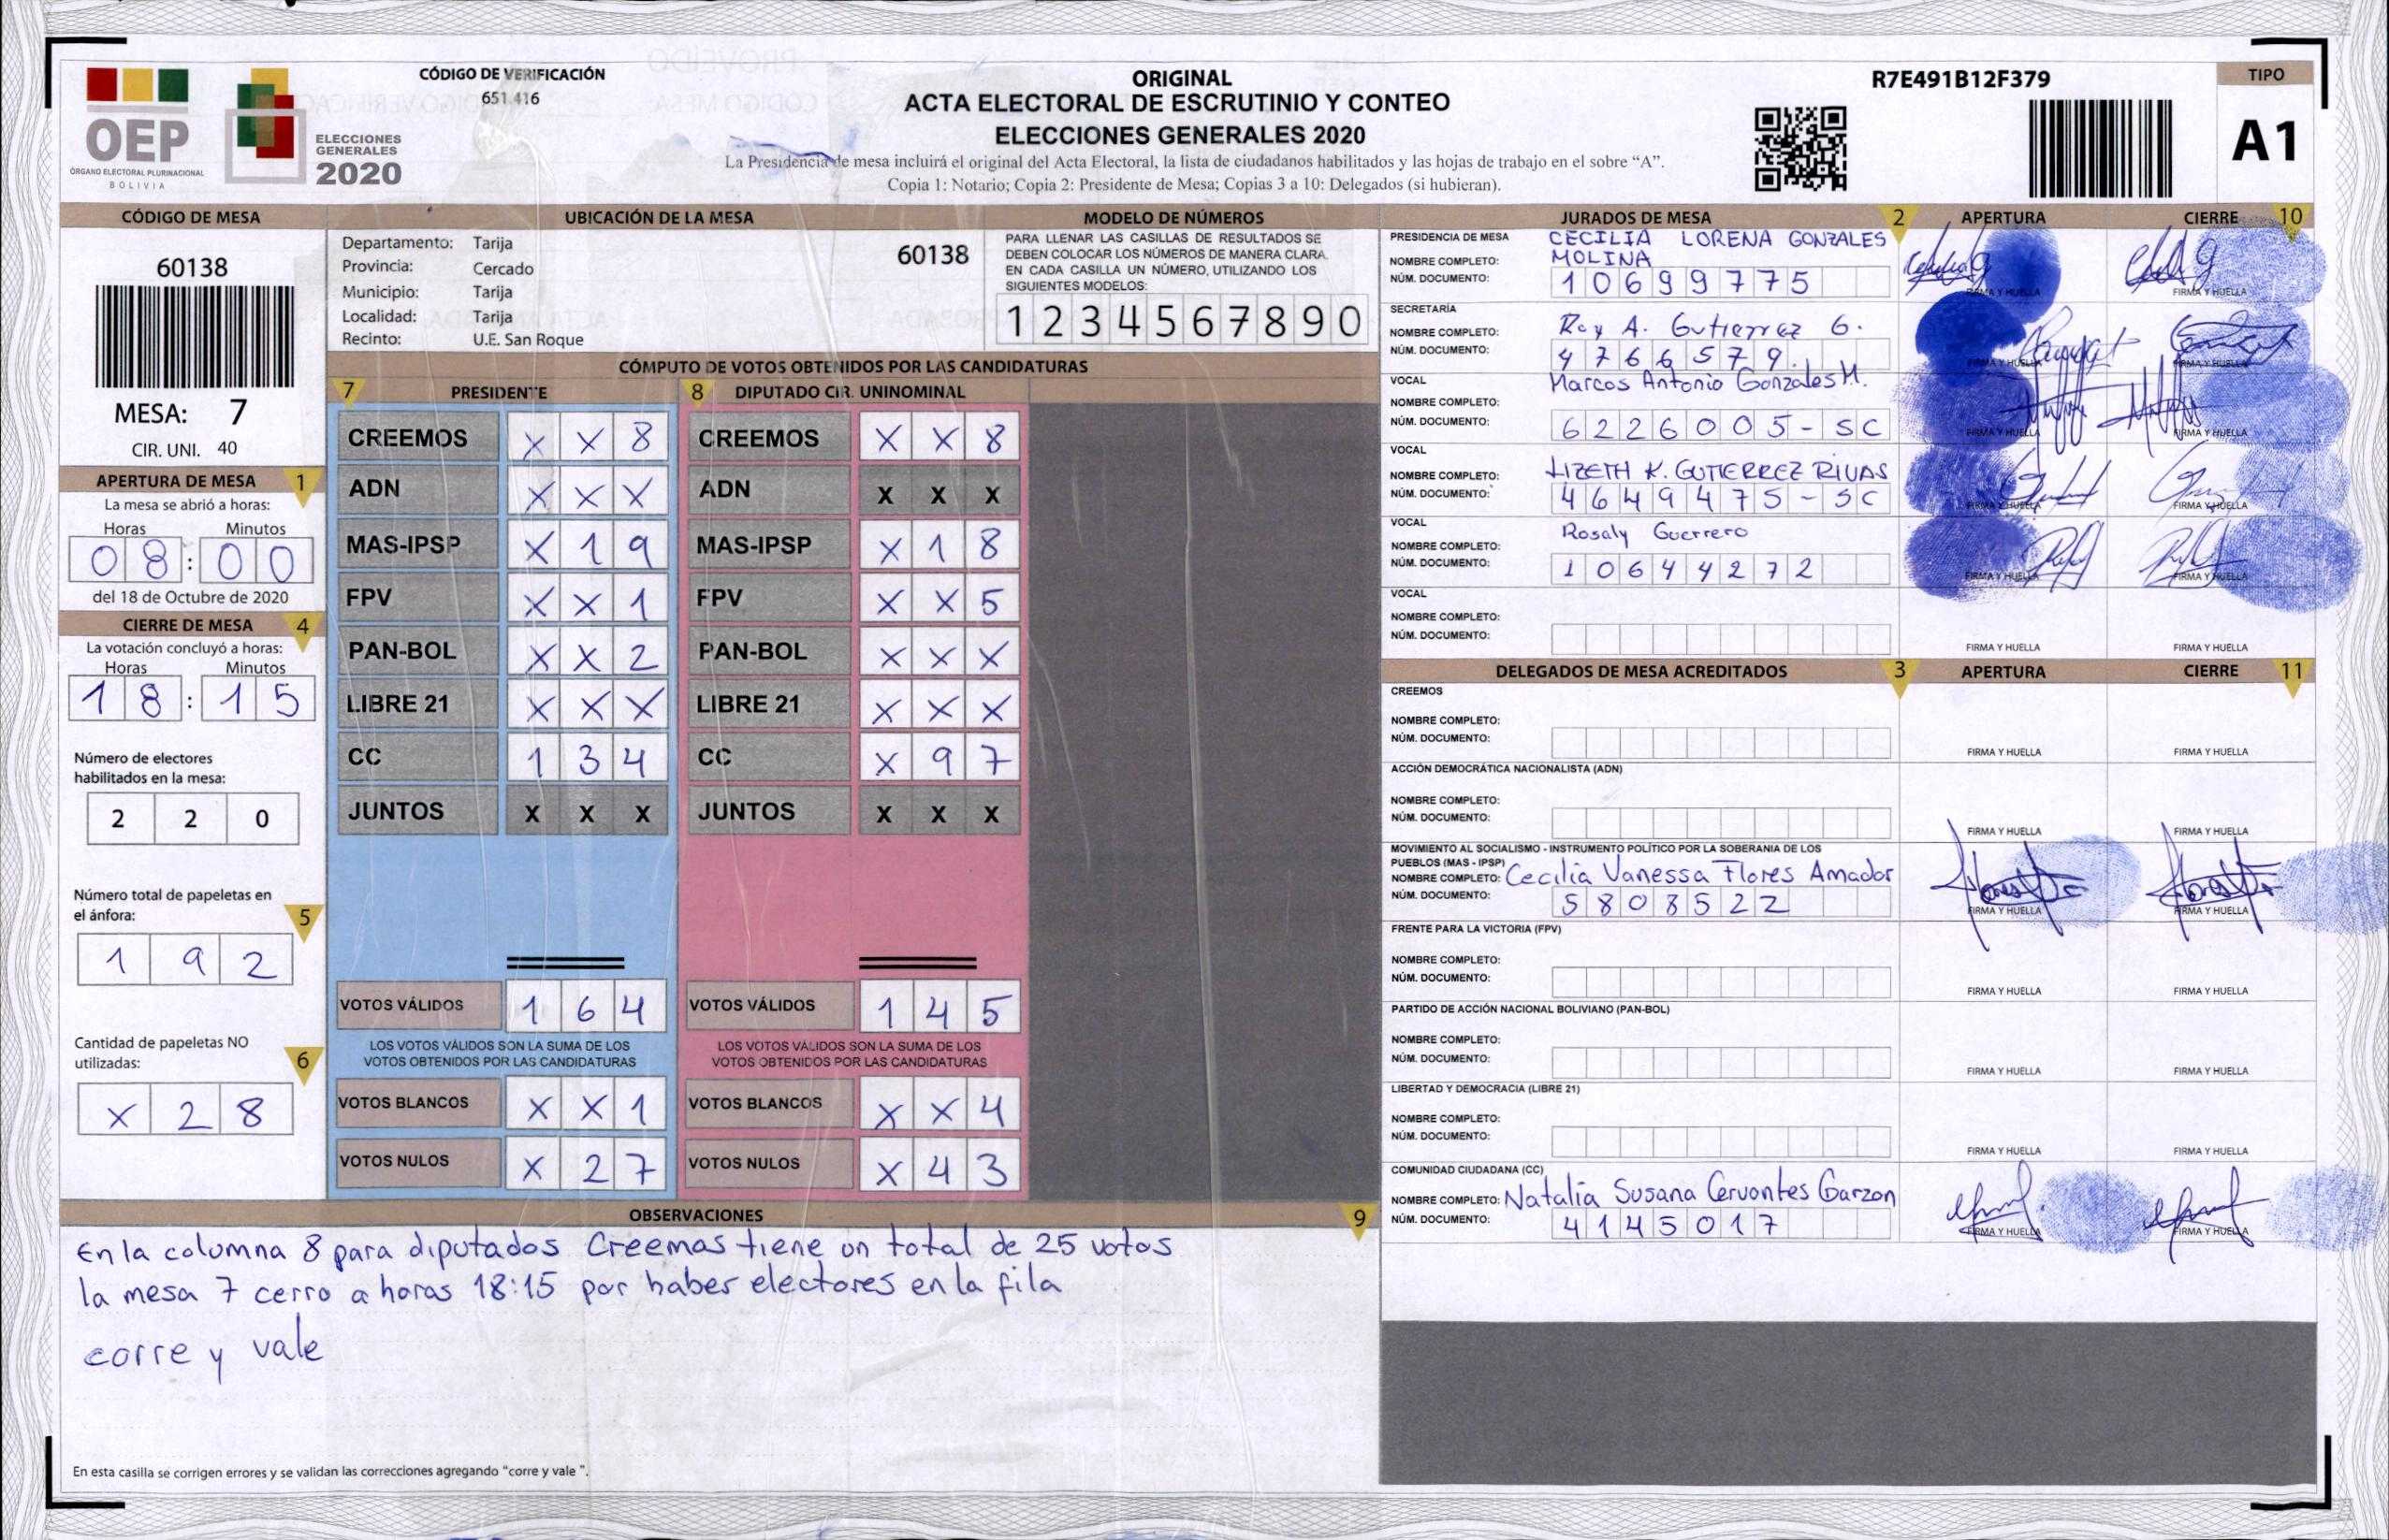 CÓDIGO DE VERIFICACIÓN
651416
OEP
ÓRGANO ELECTORAL PLURINACIONAL
BOLIVIA
ELECCIONES
GENERALES
2020
ORIGINAL
ACTA ELECTORAL DE ESCRUTINIO Y CONTEO
ELECCIONES GENERALES 2020
La Presidencia de mesa incluirá el original del Acta Electoral, la lista de ciudadanos habilitados y las hojas de trabajo en el sobre “A”.
Copia 1: Notario; Copia 2: Presidente de Mesa; Copias 3 a 10: Delegados (si hubieran).
R7E491B12F379
TIPO
A1
CÓDIGO DE MESA
60138
MESA: 7
CIR. UNI. 40
APERTURA DE MESA 1
La mesa se abrió a horas:
Horas Minutos
08:00
del 18 de Octubre de 2020
CIERRE DE MESA 4
La votación concluyó a horas:
Horas Minutos
18:15
Número de electores
habilitados en la mesa:
220
Número total de papeletas en
el ánfora: 5
192
Cantidad de papeletas NO
utilizadas: 6
X28
UBICACIÓN DE LA MESA
Departamento: Tarija
Provincia: Cercado
Municipio: Tarija
Localidad: Tarija
Recinto: U.E. San Roque
60138
MODELO DE NÚMEROS
PARA LLENAR LAS CASILLAS DE RESULTADOS SE
DEBEN COLOCAR LOS NÚMEROS DE MANERA CLARA.
EN CADA CASILLA UN NÚMERO, UTILIZANDO LOS
SIGUIENTES MODELOS:
1 2 3 4 5 6 7 8 9 0
CÓMPUTO DE VOTOS OBTENIDOS POR LAS CANDIDATURAS
7 PRESIDENTE
CREEMOS X X 8
ADN X X X
MAS-IPSP X 1 9
FPV X X 1
PAN-BOL X X 2
LIBRE 21 X X X
CC 1 3 4
JUNTOS X X X
VOTOS VÁLIDOS 1 6 4
LOS VOTOS VÁLIDOS SON LA SUMA DE LOS
VOTOS OBTENIDOS POR LAS CANDIDATURAS
VOTOS BLANCOS X X 1
VOTOS NULOS X 2 7
8 DIPUTADO CIR. UNINOMINAL
CREEMOS X X 8
ADN X X X
MAS-IPSP X 1 8
FPV X X 5
PAN-BOL X X X
LIBRE 21 X X X
CC X 9 7
JUNTOS X X X
VOTOS VÁLIDOS 1 4 5
LOS VOTOS VÁLIDOS SON LA SUMA DE LOS
VOTOS OBTENIDOS POR LAS CANDIDATURAS
VOTOS BLANCOS X X 4
VOTOS NULOS X 4 3
OBSERVACIONES 9
En la columna 8 para diputados Creemas tiene un total de 25 votos
la mesa 7 cerro a horas 18:15 por haber electores en la fila
corre y vale
En esta casilla se corrigen errores y se validan las correcciones agregando “corre y vale ”.
JURADOS DE MESA 2 APERTURA CIERRE 10
PRESIDENCIA DE MESA CECILIA LORENA GONZALES
NOMBRE COMPLETO: MOLINA
NÚM. DOCUMENTO: 10699775
FIRMA Y HUELLA FIRMA Y HUELLA
SECRETARÍA
NOMBRE COMPLETO: Roy A. Gutierrez G.
NÚM. DOCUMENTO: 4766579.
FIRMA Y HUELLA FIRMA Y HUELLA
VOCAL Marcos Antonio Gonzales M.
NOMBRE COMPLETO:
NÚM. DOCUMENTO: 6226005-SC
FIRMA Y HUELLA FIRMA Y HUELLA
VOCAL
NOMBRE COMPLETO: LIZETH K. GUTIERREZ RIVAS
NÚM. DOCUMENTO: 4649475-SC
FIRMA Y HUELLA FIRMA Y HUELLA
VOCAL Rosaly Guerrero
NOMBRE COMPLETO:
NÚM. DOCUMENTO: 10644272
FIRMA Y HUELLA FIRMA Y HUELLA
VOCAL
NOMBRE COMPLETO:
NÚM. DOCUMENTO:
FIRMA Y HUELLA FIRMA Y HUELLA
DELEGADOS DE MESA ACREDITADOS 3 APERTURA CIERRE 11
CREEMOS
NOMBRE COMPLETO:
NÚM. DOCUMENTO:
FIRMA Y HUELLA FIRMA Y HUELLA
ACCIÓN DEMOCRÁTICA NACIONALISTA (ADN)
NOMBRE COMPLETO:
NÚM. DOCUMENTO:
FIRMA Y HUELLA FIRMA Y HUELLA
MOVIMIENTO AL SOCIALISMO - INSTRUMENTO POLÍTICO POR LA SOBERANIA DE LOS
PUEBLOS (MAS - IPSP)
NOMBRE COMPLETO: Cecilia Vanessa Flores Amador
NÚM. DOCUMENTO: 5808522
FIRMA Y HUELLA FIRMA Y HUELLA
FRENTE PARA LA VICTORIA (FPV)
NOMBRE COMPLETO:
NÚM. DOCUMENTO:
FIRMA Y HUELLA FIRMA Y HUELLA
PARTIDO DE ACCIÓN NACIONAL BOLIVIANO (PAN-BOL)
NOMBRE COMPLETO:
NÚM. DOCUMENTO:
FIRMA Y HUELLA FIRMA Y HUELLA
LIBERTAD Y DEMOCRACIA (LIBRE 21)
NOMBRE COMPLETO:
NÚM. DOCUMENTO:
FIRMA Y HUELLA FIRMA Y HUELLA
COMUNIDAD CIUDADANA (CC)
NOMBRE COMPLETO: Natalia Susana Cervantes Garzon
NÚM. DOCUMENTO: 4145017
FIRMA Y HUELLA FIRMA Y HUELLA